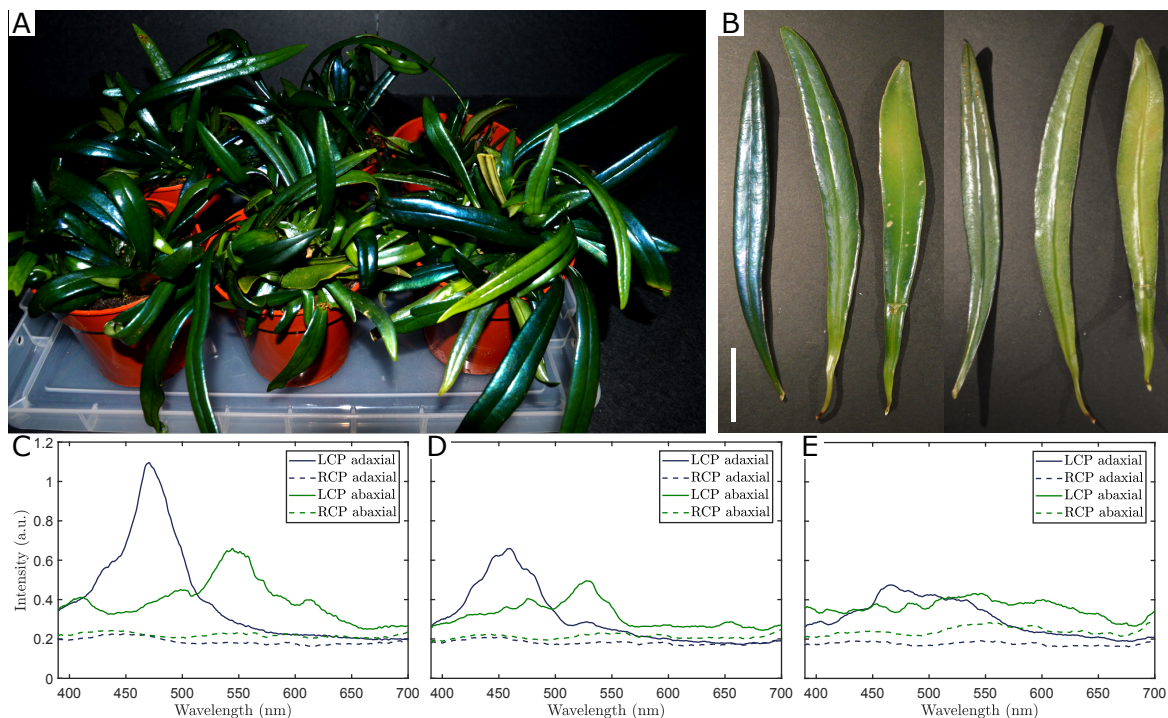 A
B
C
1.2
1
0.8
0.6
0.4
0.2
0
Intensity (a.u.)
LCP adaxial
RCP adaxial
LCP abaxial
RCP abaxial
400 450 500 550 600 650 700
Wavelength (nm)
D
LCP adaxial
RCP adaxial
LCP abaxial
RCP abaxial
400 450 500 550 600 650 700
Wavelength (nm)
E
LCP adaxial
RCP adaxial
LCP abaxial
RCP abaxial
400 450 500 550 600 650 700
Wavelength (nm)